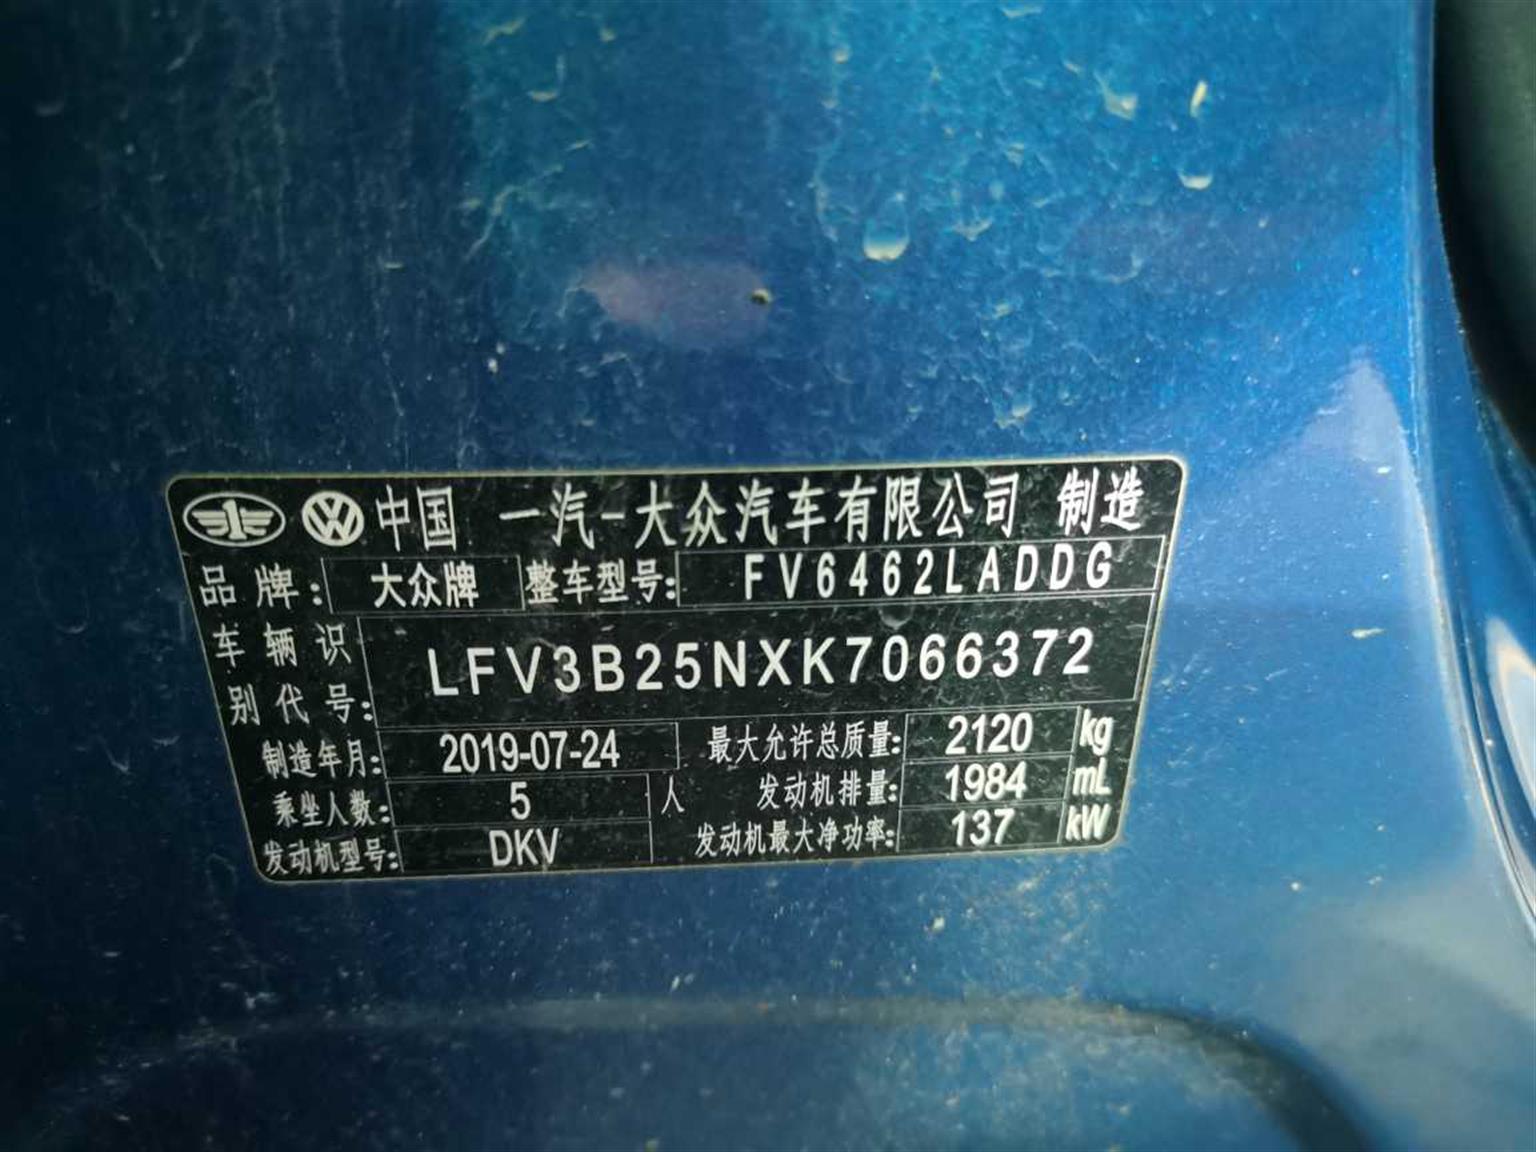 中国 一汽-大众汽车有限公司 制造
品牌: 大众牌 整车型号: FV6462LADDG
车辆识别代号: LFV3B25NXK7066372
制造年月: 2019-07-24 最大允许总质量: 2120 kg
乘坐人数: 5 人 发动机排量: 1984 mL
发动机型号: DKV 发动机最大净功率: 137 kW